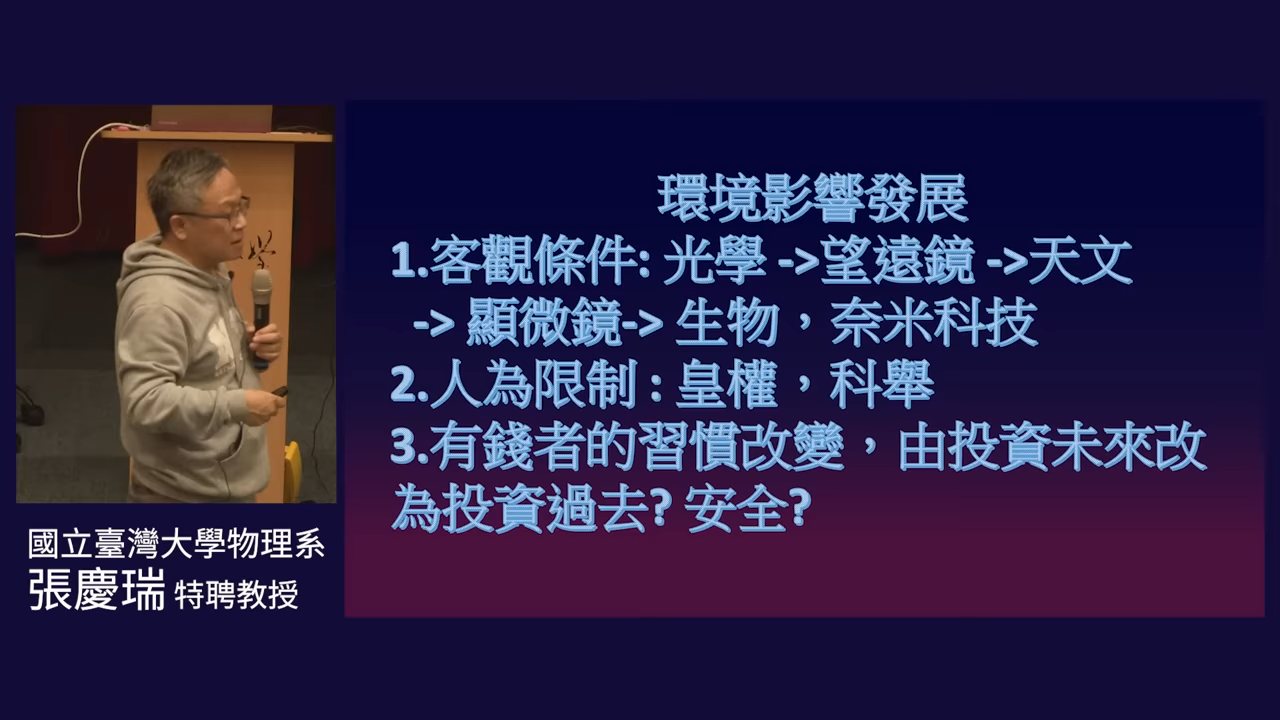 環境影響發展
1.客觀條件: 光學 ->望遠鏡 ->天文
-> 顯微鏡-> 生物，奈米科技
2.人為限制 : 皇權，科舉
3.有錢者的習慣改變，由投資未來改
為投資過去? 安全?
學
國立臺灣大學物理系
張慶瑞 特聘教授